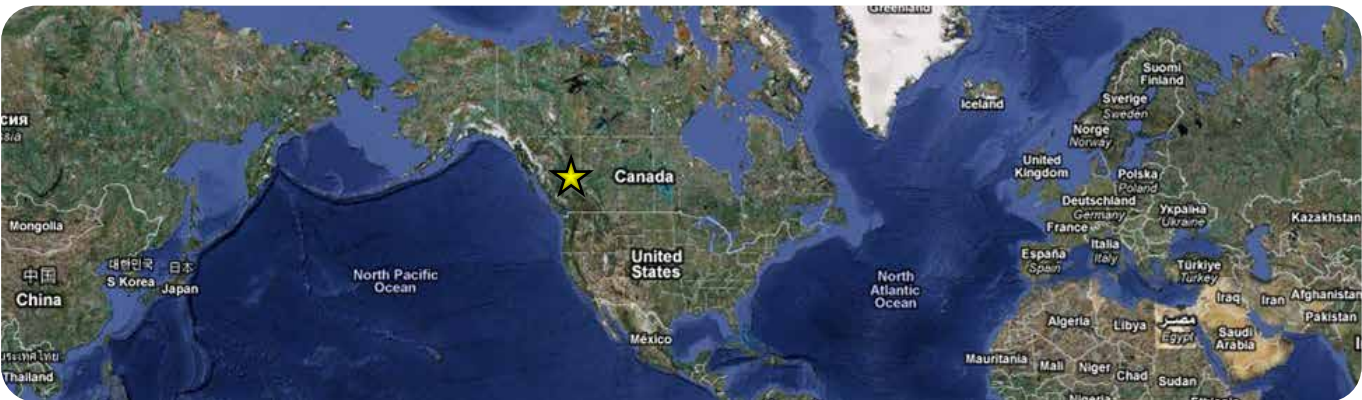 Greenland
Suomi
Finland
Iceland
Sverige
Sweden
Norge
Norway
United
Kingdom
Canada
Polska
Poland
Deutschland
Germany
Україна
Ukraine
France
Kazakhstan
Mongolia
Italia
Italy
España
Spain
United
States
대한민국
日本
S Korea
Japan
中国
China
North Pacific
Ocean
North
Atlantic
Ocean
Türkiye
Turkey
Iraq
Iran
Afghanistan
Pakistan
Algeria
Libya
مصر
Egypt
Saudi
Arabia
México
Mauritania
Mali
Niger
Chad
Sudan
Thailand